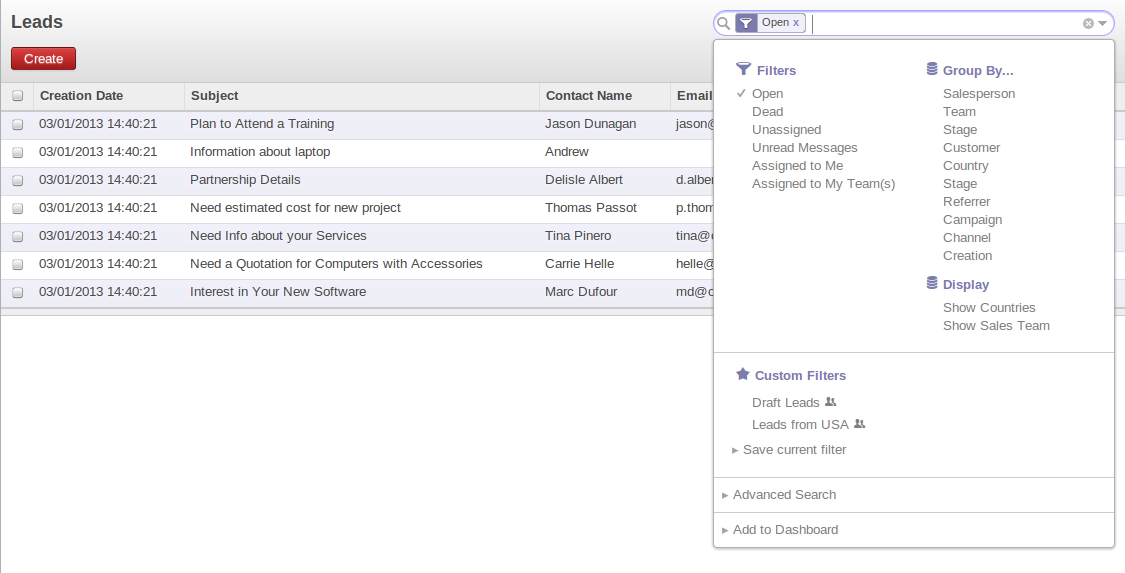 Leads
Open x
Create
Creation Date Subject Contact Name Email
03/01/2013 14:40:21 Plan to Attend a Training Jason Dunagan jason@
03/01/2013 14:40:21 Information about laptop Andrew
03/01/2013 14:40:21 Partnership Details Delisle Albert d.alber
03/01/2013 14:40:21 Need estimated cost for new project Thomas Passot p.thom
03/01/2013 14:40:21 Need Info about your Services Tina Pinero tina@
03/01/2013 14:40:21 Need a Quotation for Computers with Accessories Carrie Helle helle@
03/01/2013 14:40:21 Interest in Your New Software Marc Dufour md@
Filters
Open
Dead
Unassigned
Unread Messages
Assigned to Me
Assigned to My Team(s)
Group By...
Salesperson
Team
Stage
Customer
Country
Stage
Referrer
Campaign
Channel
Creation
Display
Show Countries
Show Sales Team
Custom Filters
Draft Leads
Leads from USA
Save current filter
Advanced Search
Add to Dashboard